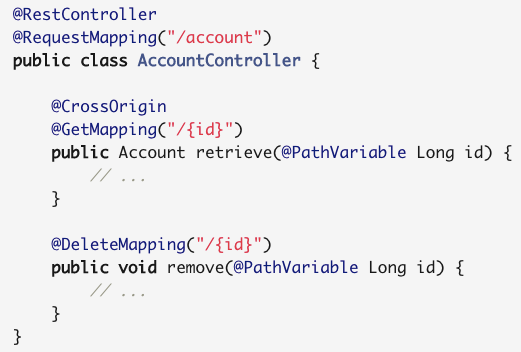 @RestController
@RequestMapping("/account")
public class AccountController {
    @CrossOrigin
    @GetMapping("/{id}")
    public Account retrieve(@PathVariable Long id) {
        // ...
    }
    @DeleteMapping("/{id}")
    public void remove(@PathVariable Long id) {
        // ...
    }
}